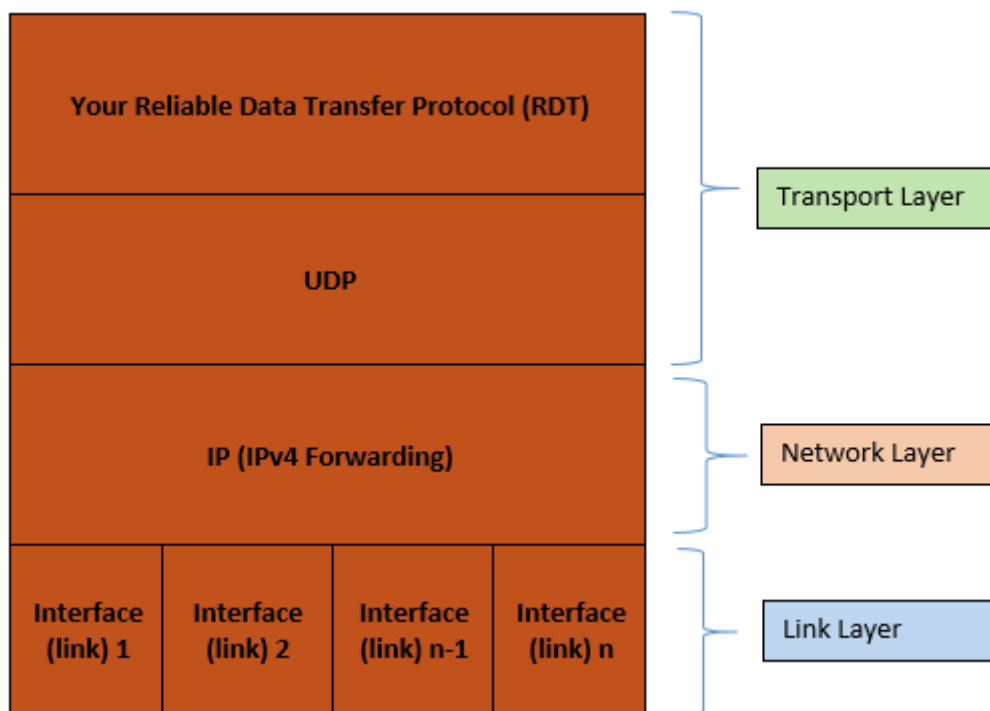 Your Reliable Data Transfer Protocol (RDT)
Transport Layer
UDP
IP (IPv4 Forwarding)
Network Layer
Interface
(link) 1
Interface
(link) 2
Interface
(link) n-1
Interface
(link) n
Link Layer